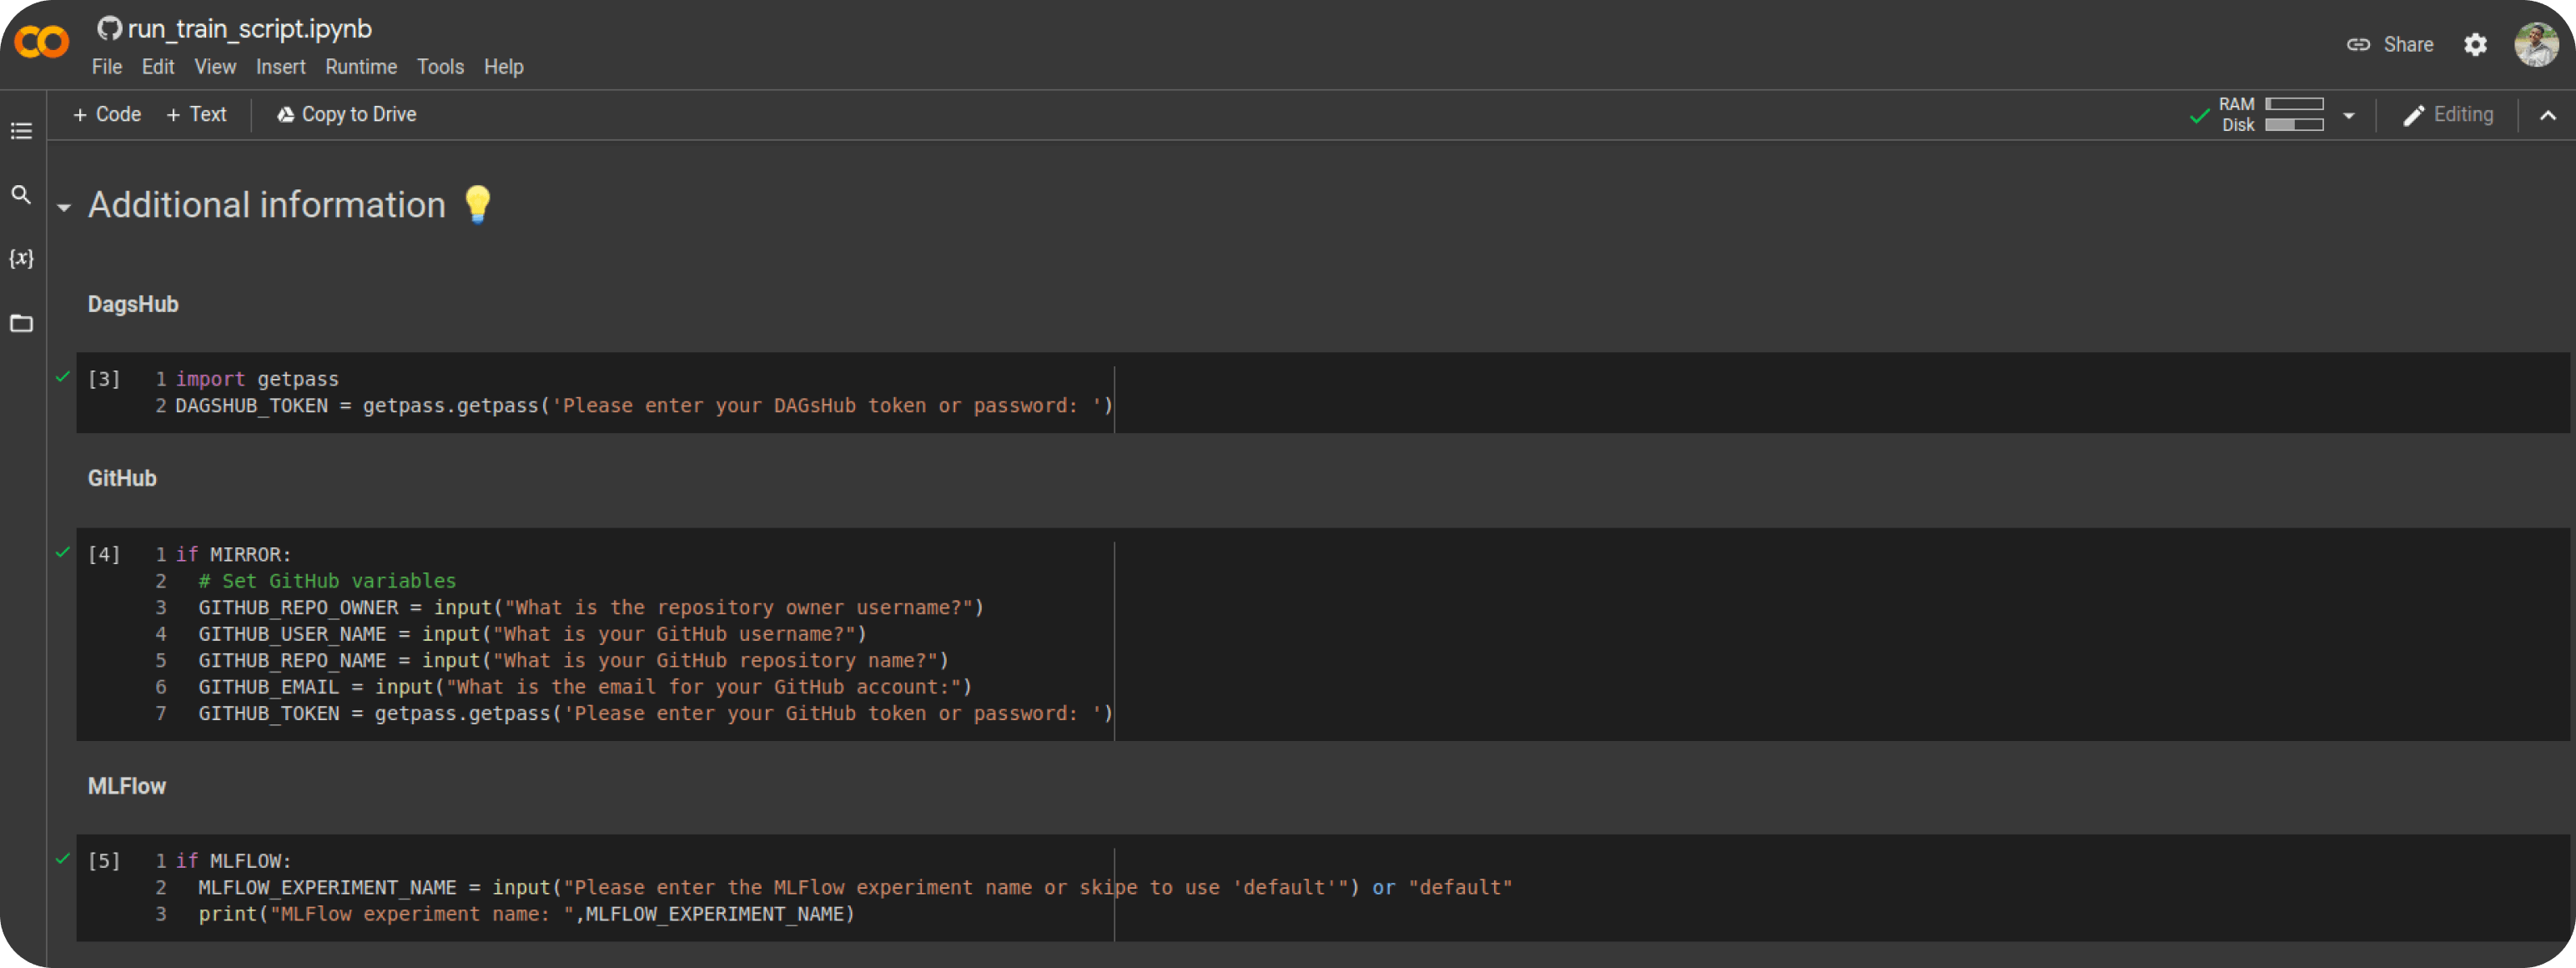 run_train_script.ipynb
File Edit View Insert Runtime Tools Help
Share
+ Code + Text Copy to Drive
RAM
Disk
Editing
{x}
Additional information 💡
DagsHub
[3] 1 import getpass
2 DAGSHUB_TOKEN = getpass.getpass('Please enter your DAGsHub token or password: ')
GitHub
[4] 1 if MIRROR:
2   # Set GitHub variables
3   GITHUB_REPO_OWNER = input("What is the repository owner username?")
4   GITHUB_USER_NAME = input("What is your GitHub username?")
5   GITHUB_REPO_NAME = input("What is your GitHub repository name?")
6   GITHUB_EMAIL = input("What is the email for your GitHub account:")
7   GITHUB_TOKEN = getpass.getpass('Please enter your GitHub token or password: ')
MLFlow
[5] 1 if MLFLOW:
2   MLFLOW_EXPERIMENT_NAME = input("Please enter the MLFlow experiment name or skipe to use 'default'") or "default"
3   print("MLFlow experiment name: ",MLFLOW_EXPERIMENT_NAME)